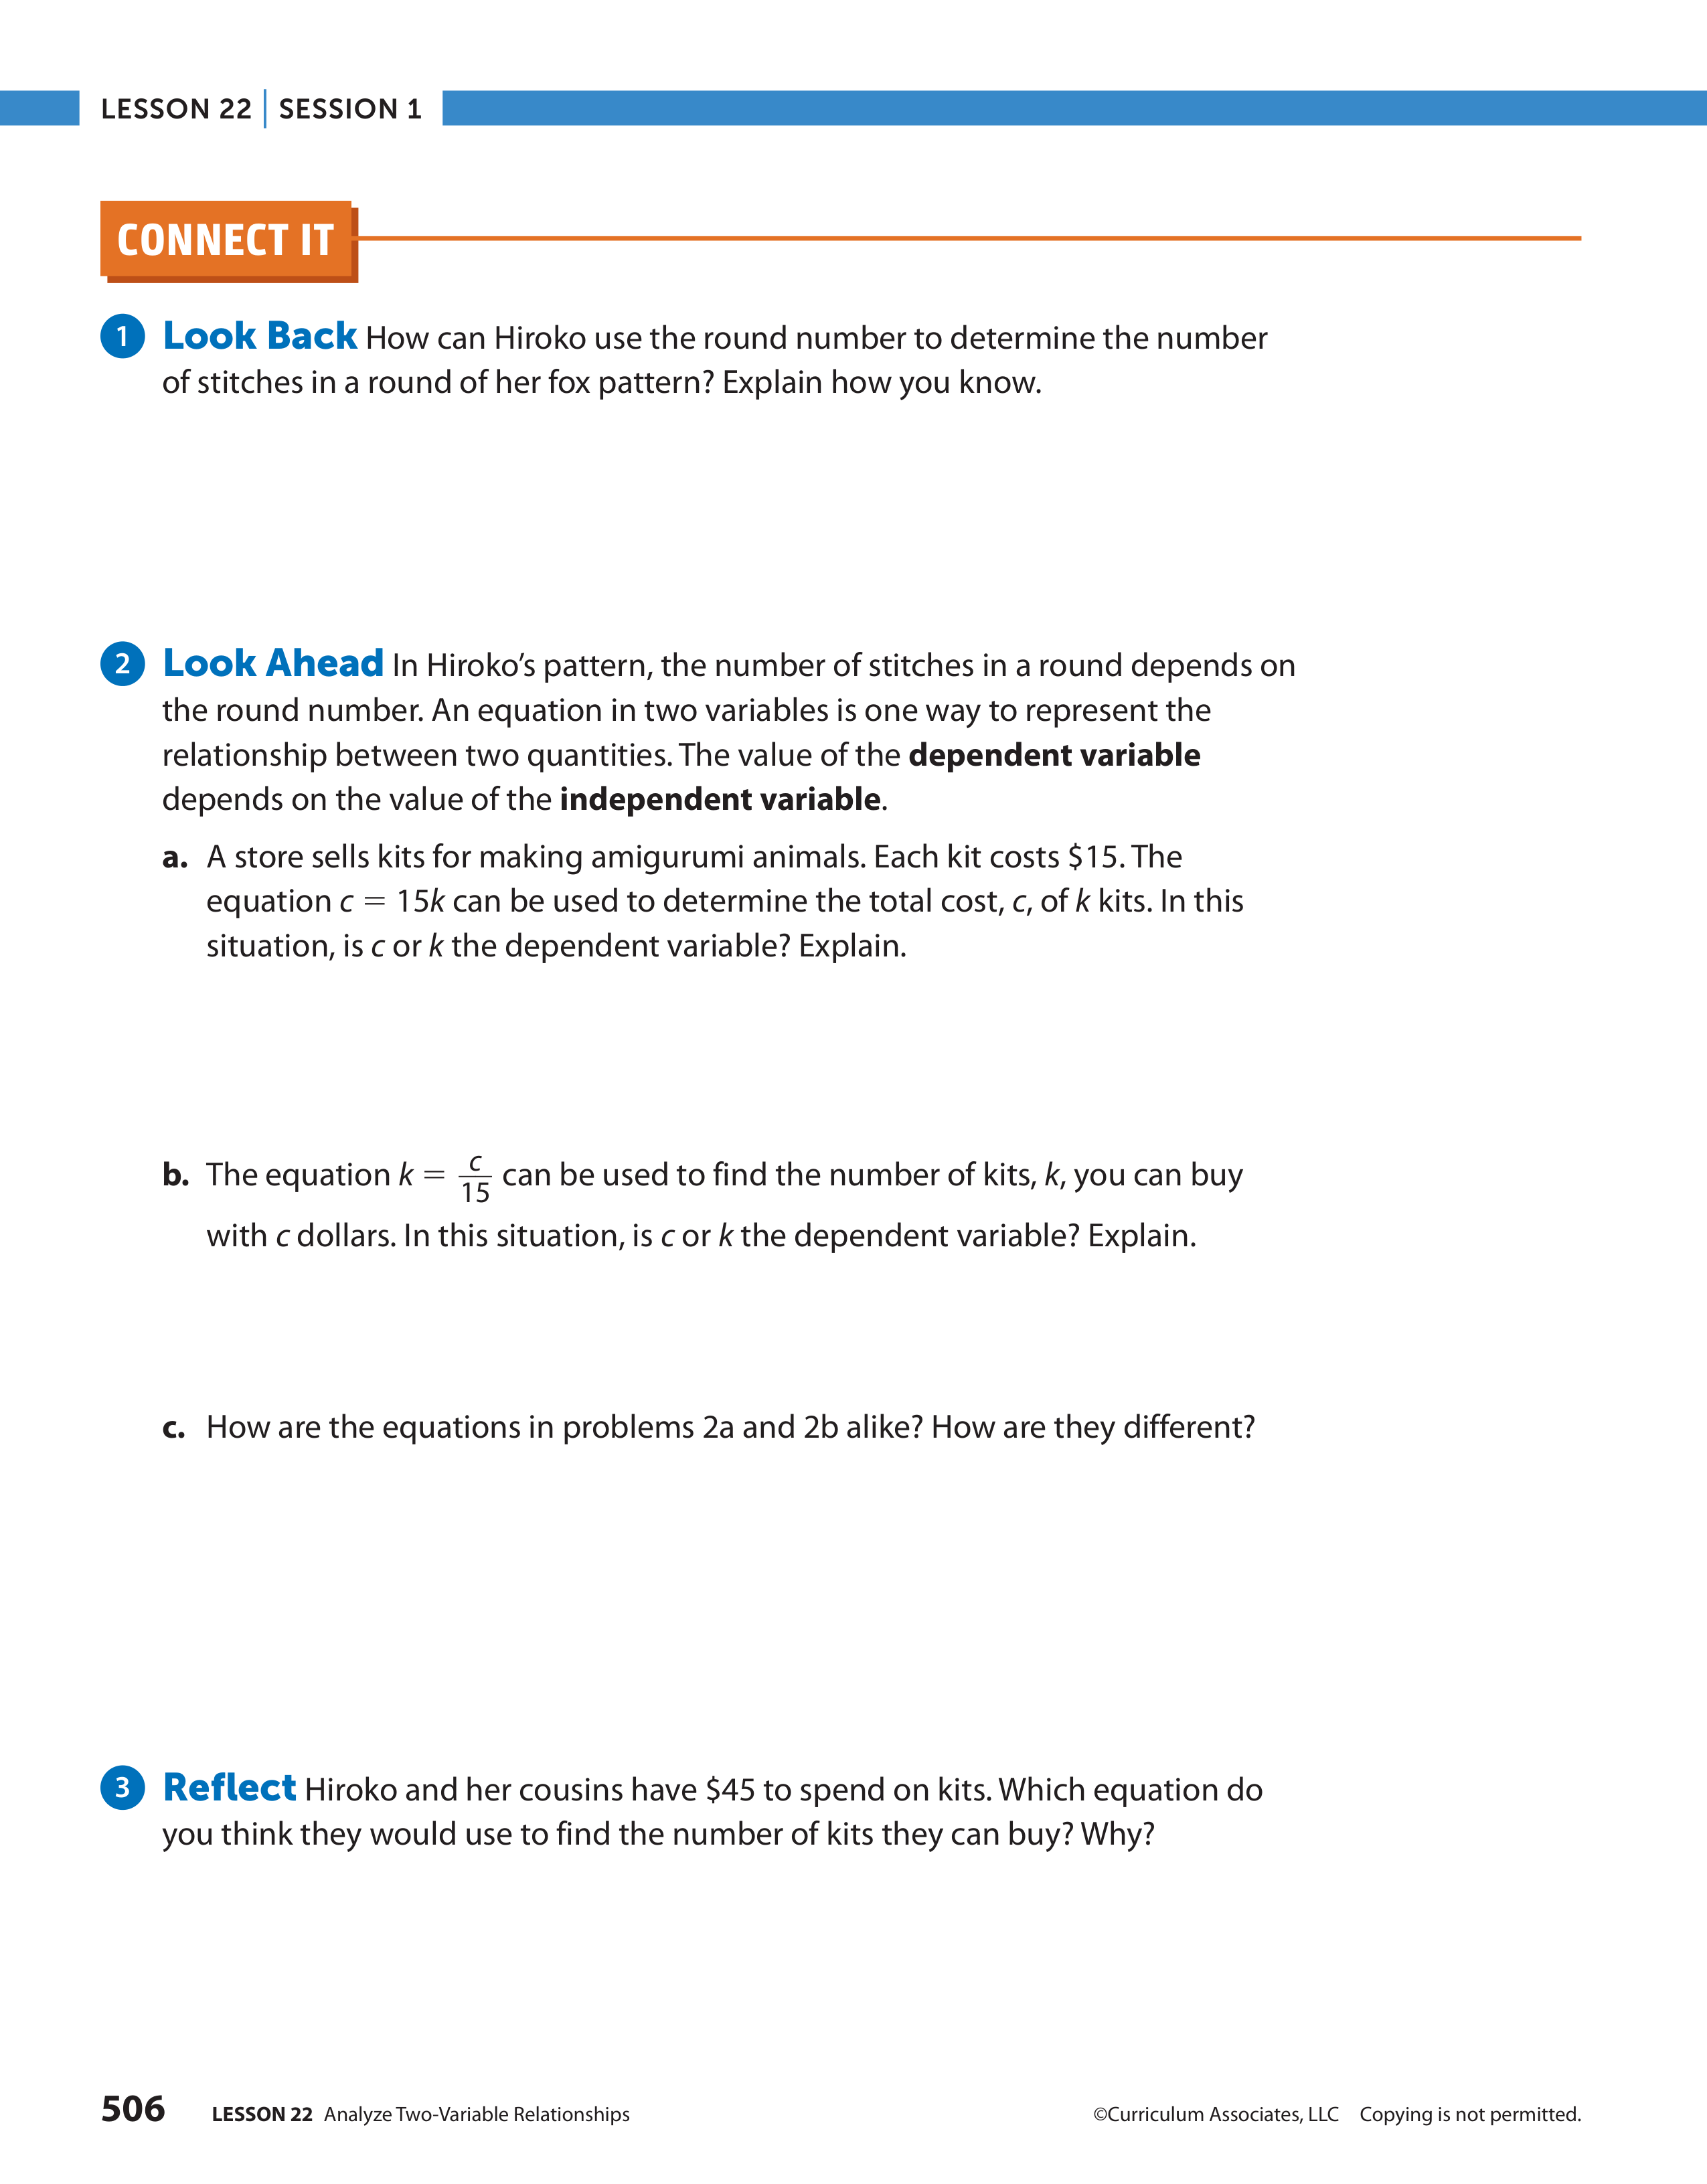 LESSON 22 | SESSION 1
CONNECT IT
1 Look Back How can Hiroko use the round number to determine the number
of stitches in a round of her fox pattern? Explain how you know.
2 Look Ahead In Hiroko’s pattern, the number of stitches in a round depends on
the round number. An equation in two variables is one way to represent the
relationship between two quantities. The value of the dependent variable
depends on the value of the independent variable.
a. A store sells kits for making amigurumi animals. Each kit costs $15. The
equation c = 15k can be used to determine the total cost, c, of k kits. In this
situation, is c or k the dependent variable? Explain.
b. The equation k = c/15 can be used to find the number of kits, k, you can buy
with c dollars. In this situation, is c or k the dependent variable? Explain.
c. How are the equations in problems 2a and 2b alike? How are they different?
3 Reflect Hiroko and her cousins have $45 to spend on kits. Which equation do
you think they would use to find the number of kits they can buy? Why?
506 LESSON 22 Analyze Two-Variable Relationships ©Curriculum Associates, LLC Copying is not permitted.